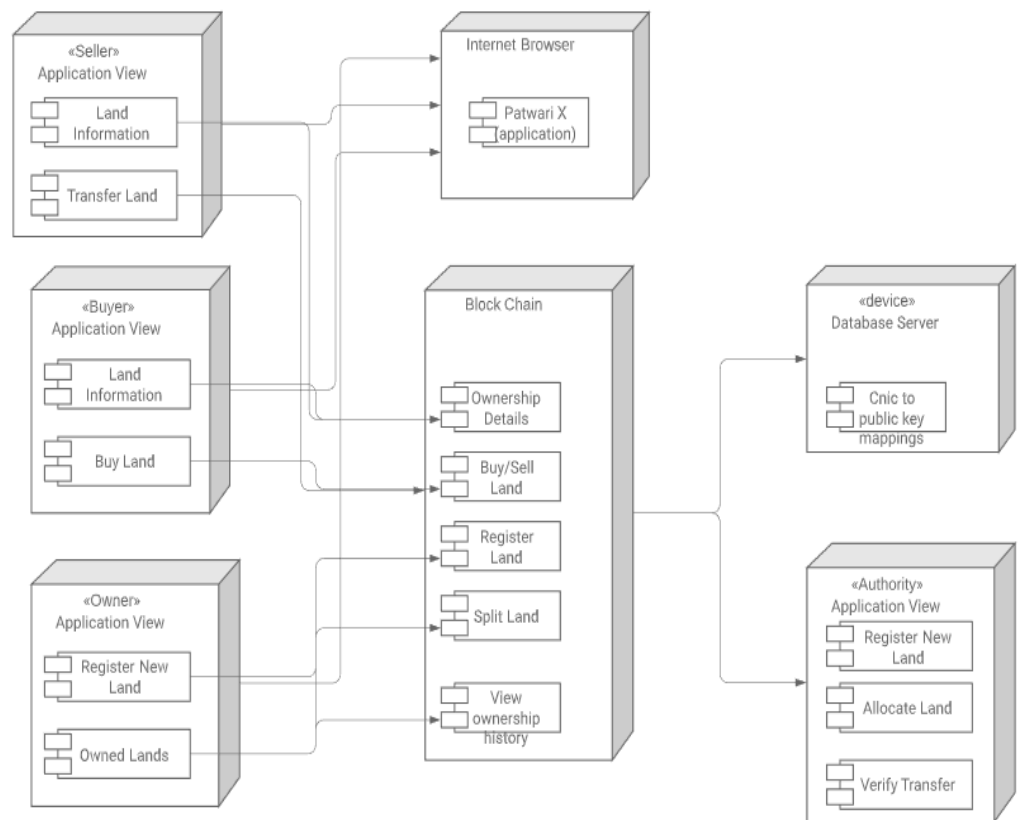 «Seller»
Application View
Land
Information
Transfer Land
Internet Browser
Patwari X
(application)
«Buyer»
Application View
Land
Information
Buy Land
Block Chain
Ownership
Details
Buy/Sell
Land
Register
Land
Split Land
View
ownership
history
«device»
Database Server
Cnic to
public key
mappings
«Owner»
Application View
Register New
Land
Owned Lands
«Authority»
Application View
Register New
Land
Allocate Land
Verify Transfer